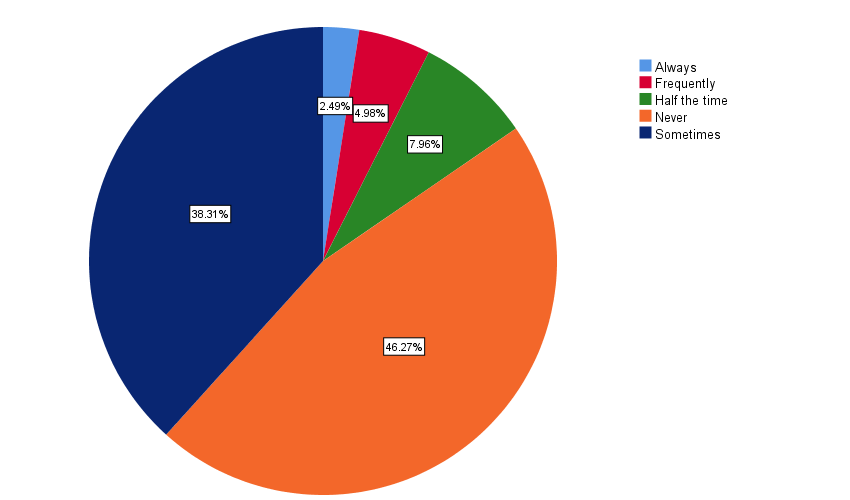 Always
Frequently
Half the time
Never
Sometimes
2.49%
4.98%
7.96%
38.31%
46.27%